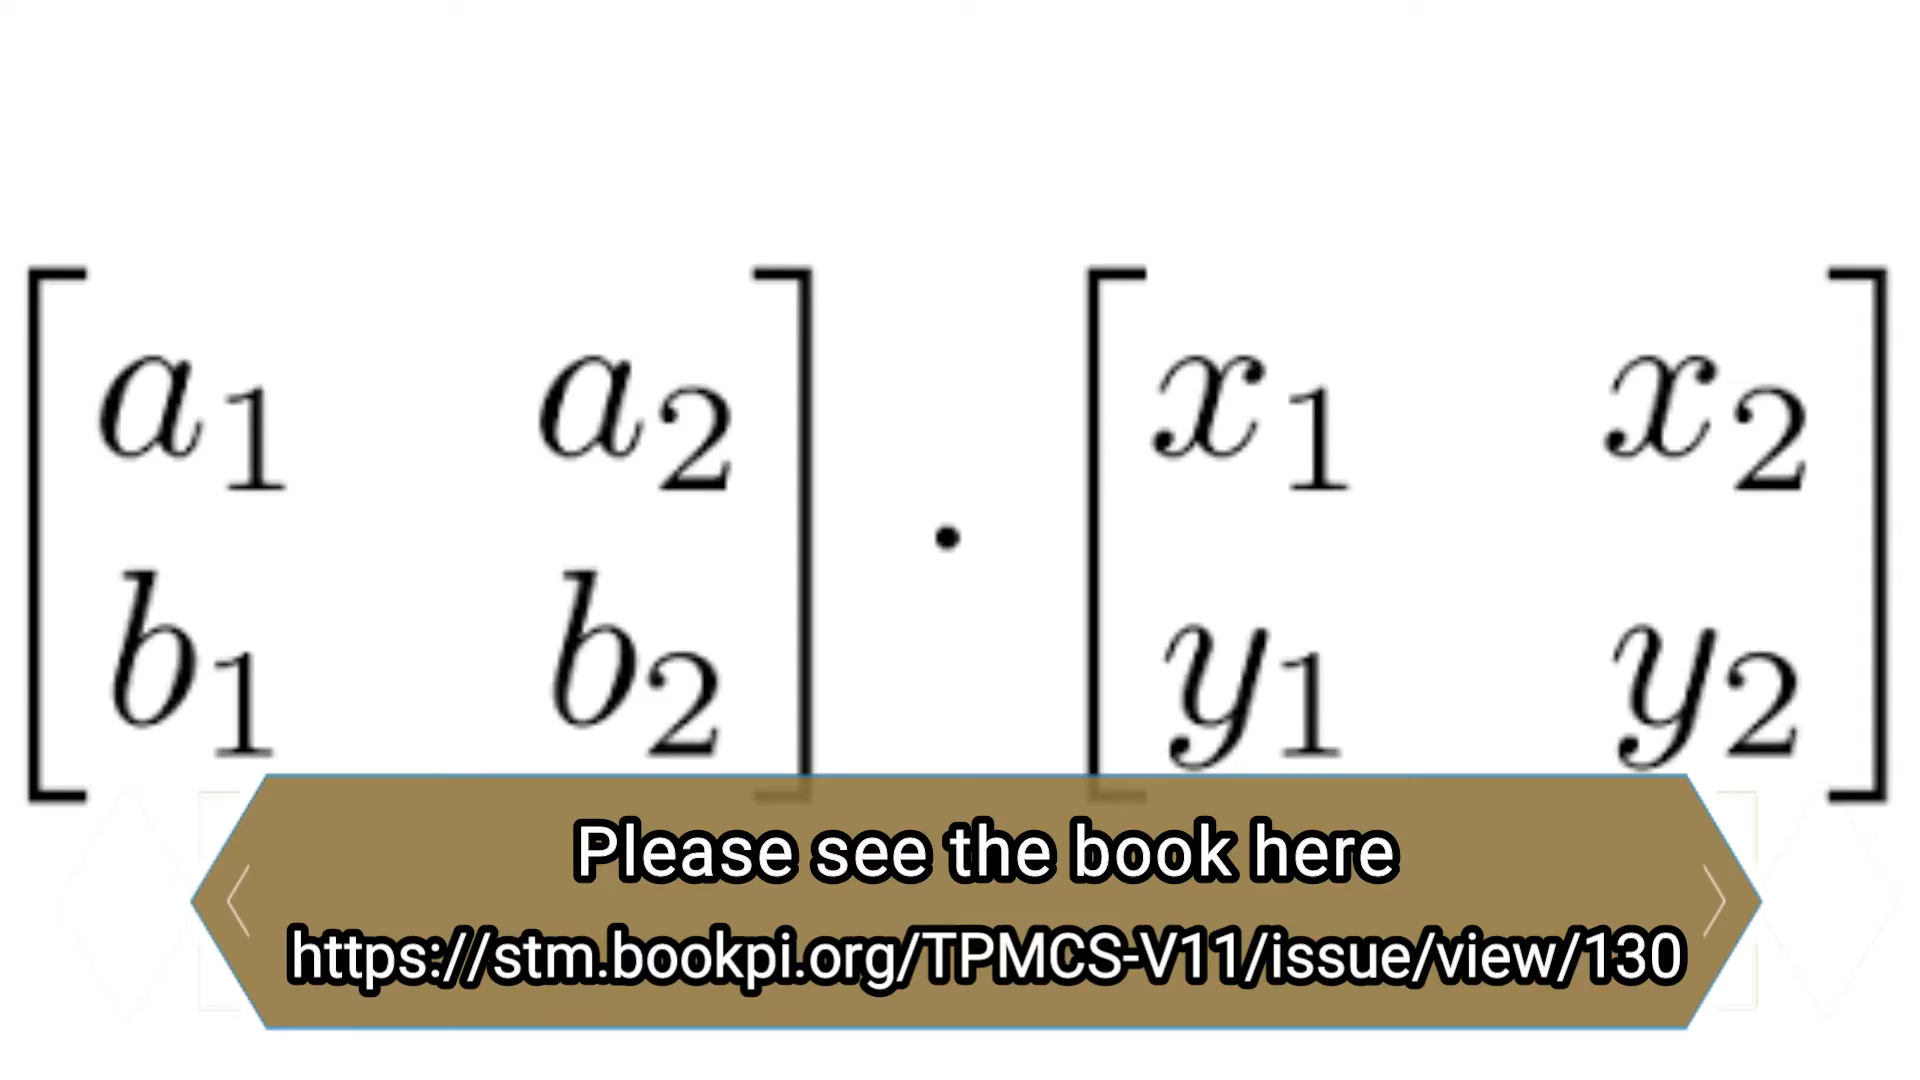 a₁ a₂ x₁ x₂
·
b₁ b₂ y₁ y₂
Please see the book here
https://stm.bookpi.org/TPMCS-V11/issue/view/130